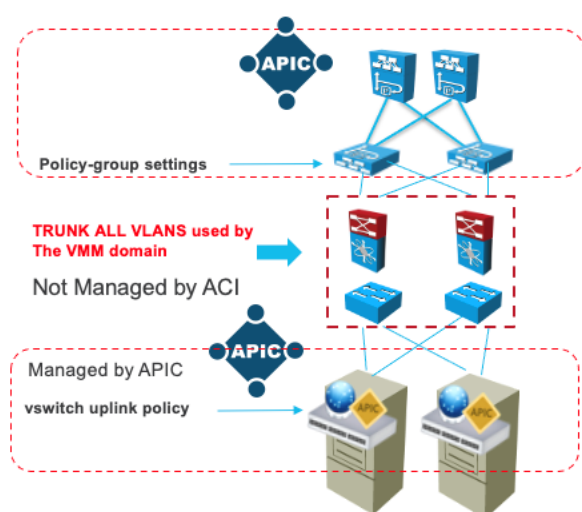 APIC
Policy-group settings
TRUNK ALL VLANS used by
The VMM domain
Not Managed by ACI
APIC
Managed by APIC
vswitch uplink policy
APIC
APIC